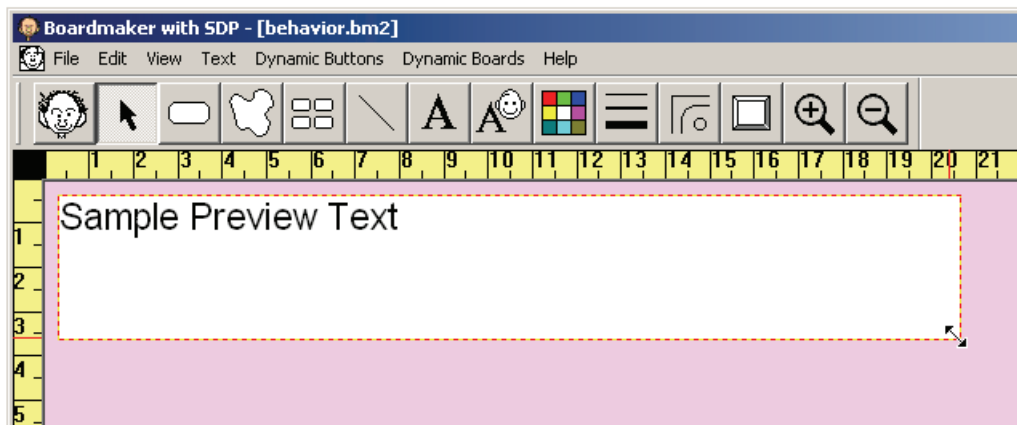 Boardmaker with SDP - [behavior.bm2]
File Edit View Text Dynamic Buttons Dynamic Boards Help
A A
1 2 3 4 5 6 7 8 9 10 11 12 13 14 15 16 17 18 19 20 21
Sample Preview Text
1
2
3
4
5